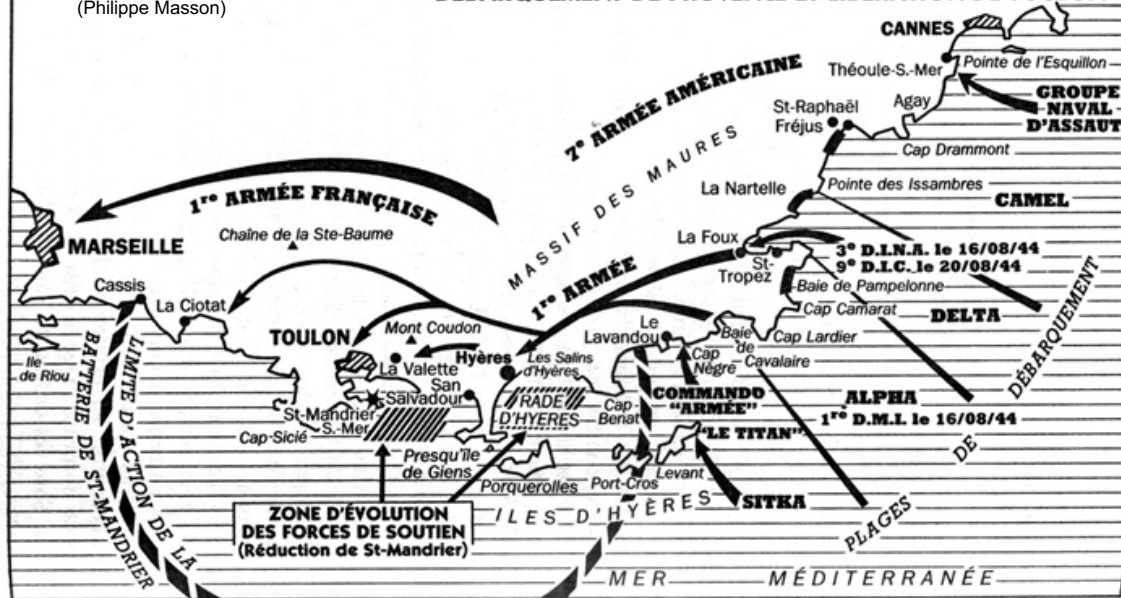 (Philippe Masson)
CANNES
Théoule-S.-Mer
Pointe de l'Esquillon
GROUPE
NAVAL
D'ASSAUT
Agay
St-Raphaël
Fréjus
Cap Drammont
7e ARMÉE AMÉRICAINE
MASSIF DES MAURES
La Nartelle
Pointe des Issambres
CAMEL
1re ARMÉE FRANÇAISE
MARSEILLE
Chaîne de la Ste-Baume
La Foux
St-
Tropez
3e D.I.N.A. le 16/08/44
9e D.I.C. le 20/08/44
Baie de Pampelonne
Cap Camarat
DELTA
Cap Lardier
1re ARMÉE
Cassis
La Ciotat
TOULON
Mont Coudon
Le
Lavandou
Baie
de
Cavalaire
Cap
Nègre
Ile
de Riou
La Valette
Hyères
Les Salins
d'Hyères
San
Salvadour
RADE
D'HYERES
Cap-
Benat
COMMANDO
"ARMÉE"
ALPHA
1re D.M.I. le 16/08/44
"LE TITAN"
St-Mandrier-
S.-Mer
Cap-Sicié
Presqu'île
de Giens
Porquerolles
Port-Cros
Levant
SITKA
ILES D'HYÈRES
ZONE D'ÉVOLUTION
DES FORCES DE SOUTIEN
(Réduction de St-Mandrier)
LIMITE D'ACTION DE LA
BATTERIE DE ST-MANDRIER
PLAGES
DE
DÉBARQUEMENT
MER MÉDITERRANÉE